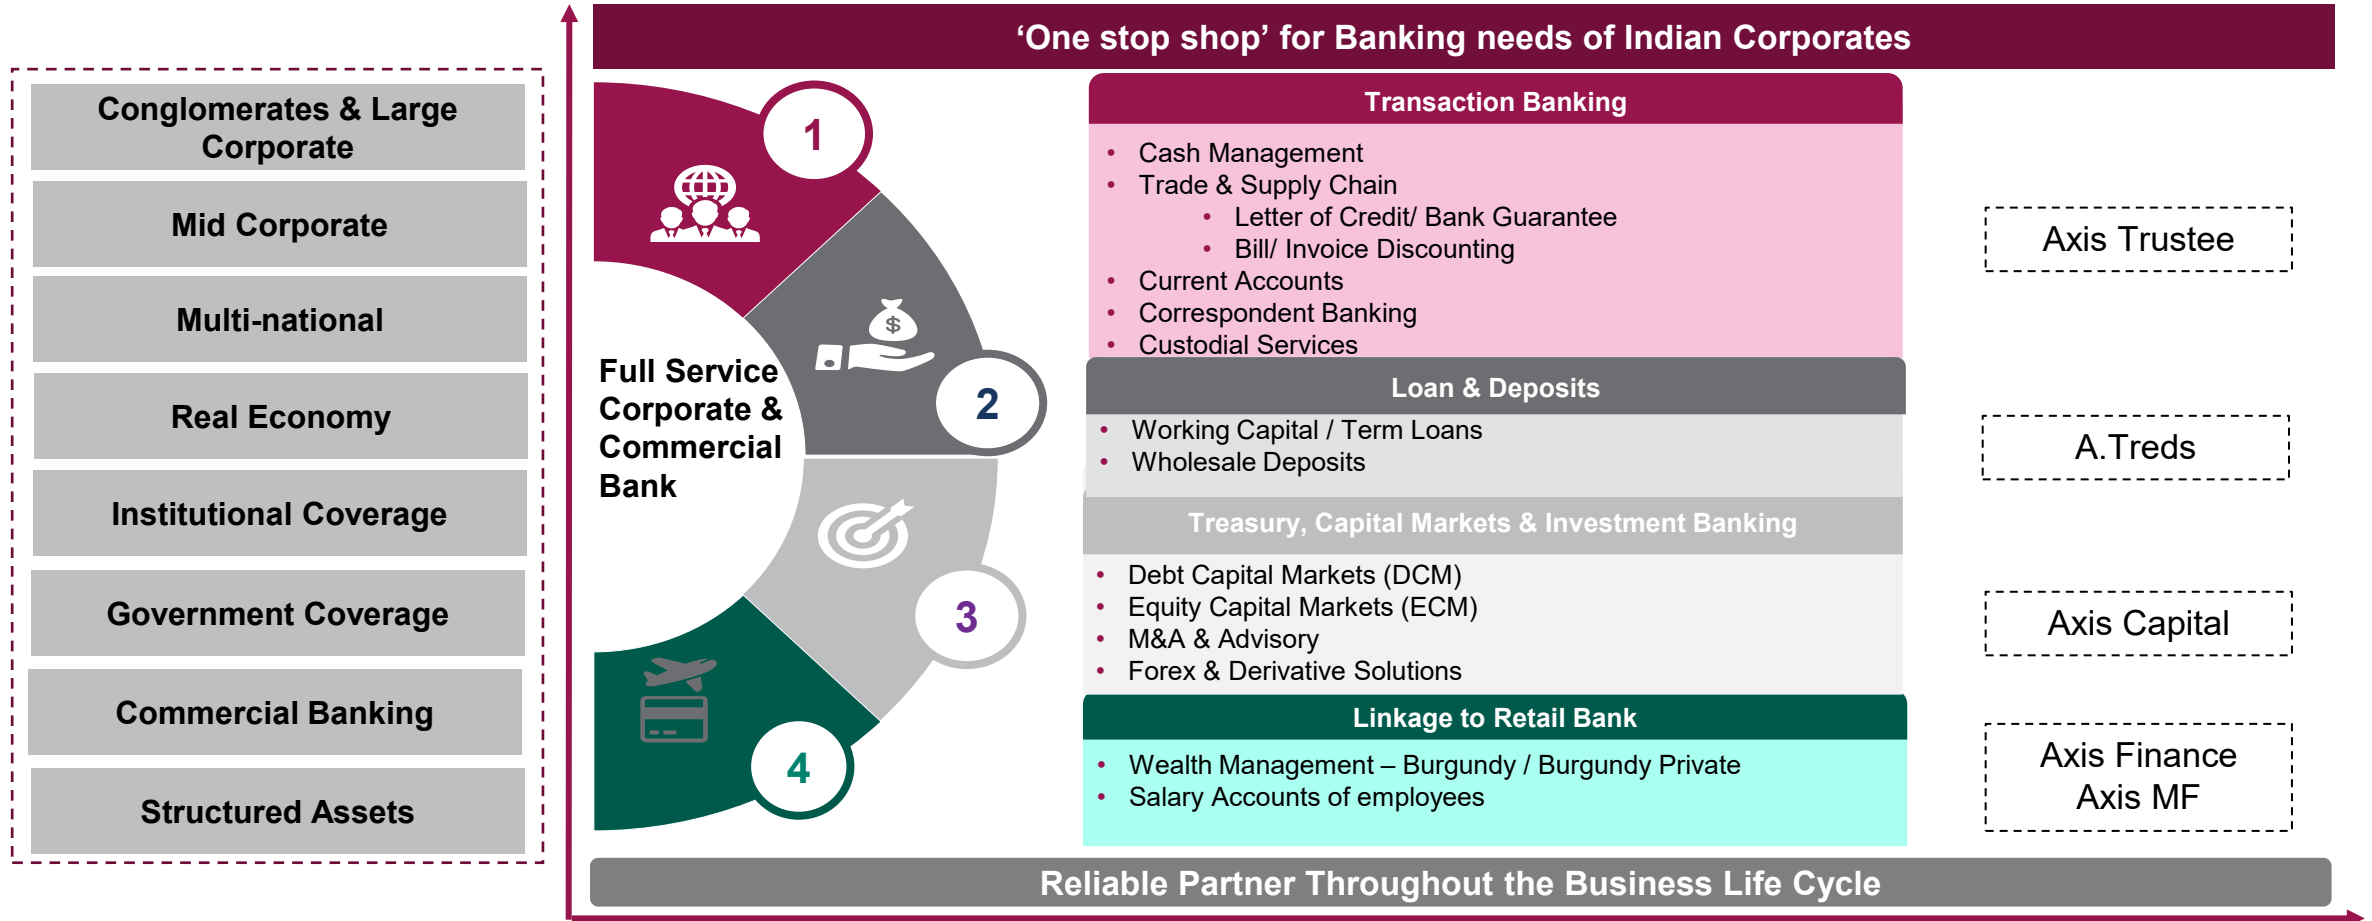 ‘One stop shop’ for Banking needs of Indian Corporates
Conglomerates & Large
Corporate
Mid Corporate
Multi-national
Real Economy
Institutional Coverage
Government Coverage
Commercial Banking
Structured Assets
Full Service
Corporate &
Commercial
Bank
1
2
$
3
4
Transaction Banking
• Cash Management
• Trade & Supply Chain
• Letter of Credit/ Bank Guarantee
• Bill/ Invoice Discounting
• Current Accounts
• Correspondent Banking
• Custodial Services
Loan & Deposits
• Working Capital / Term Loans
• Wholesale Deposits
Treasury, Capital Markets & Investment Banking
• Debt Capital Markets (DCM)
• Equity Capital Markets (ECM)
• M&A & Advisory
• Forex & Derivative Solutions
Linkage to Retail Bank
• Wealth Management – Burgundy / Burgundy Private
• Salary Accounts of employees
Axis Trustee
A.Treds
Axis Capital
Axis Finance
Axis MF
Reliable Partner Throughout the Business Life Cycle